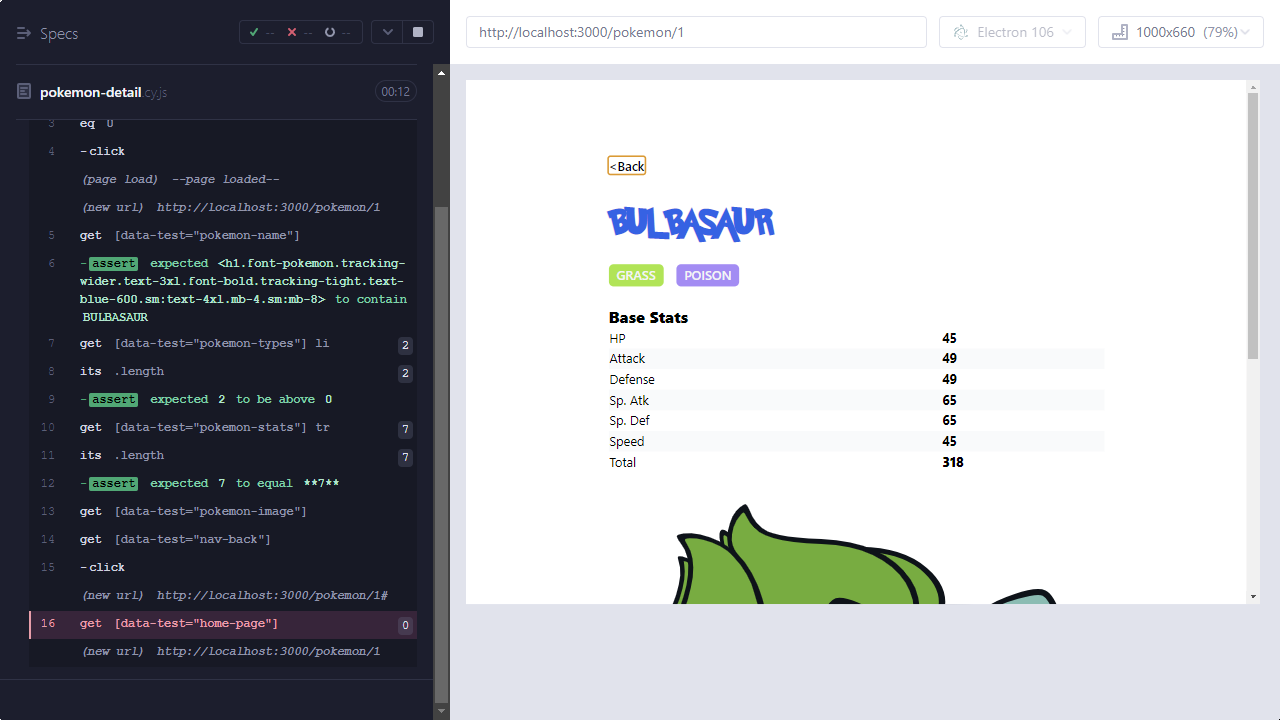 Specs
--
--
--
http://localhost:3000/pokemon/1
Electron 106
1000x660 (79%)
pokemon-detail.cy.js
00:12
3 eq 0
4 -click
(page load) --page loaded--
(new url) http://localhost:3000/pokemon/1
5 get [data-test="pokemon-name"]
6 -assert expected <h1.font-pokemon.tracking-
wider.text-3xl.font-bold.tracking-tight.text-
blue-600.sm:text-4xl.mb-4.sm:mb-8> to contain
BULBASAUR
7 get [data-test="pokemon-types"] li 2
8 its .length 2
9 -assert expected 2 to be above 0
10 get [data-test="pokemon-stats"] tr 7
11 its .length 7
12 -assert expected 7 to equal **7**
13 get [data-test="pokemon-image"]
14 get [data-test="nav-back"]
15 -click
(new url) http://localhost:3000/pokemon/1#
16 get [data-test="home-page"] 0
(new url) http://localhost:3000/pokemon/1
<Back
BULBASAUR
GRASS POISON
Base Stats
HP 45
Attack 49
Defense 49
Sp. Atk 65
Sp. Def 65
Speed 45
Total 318